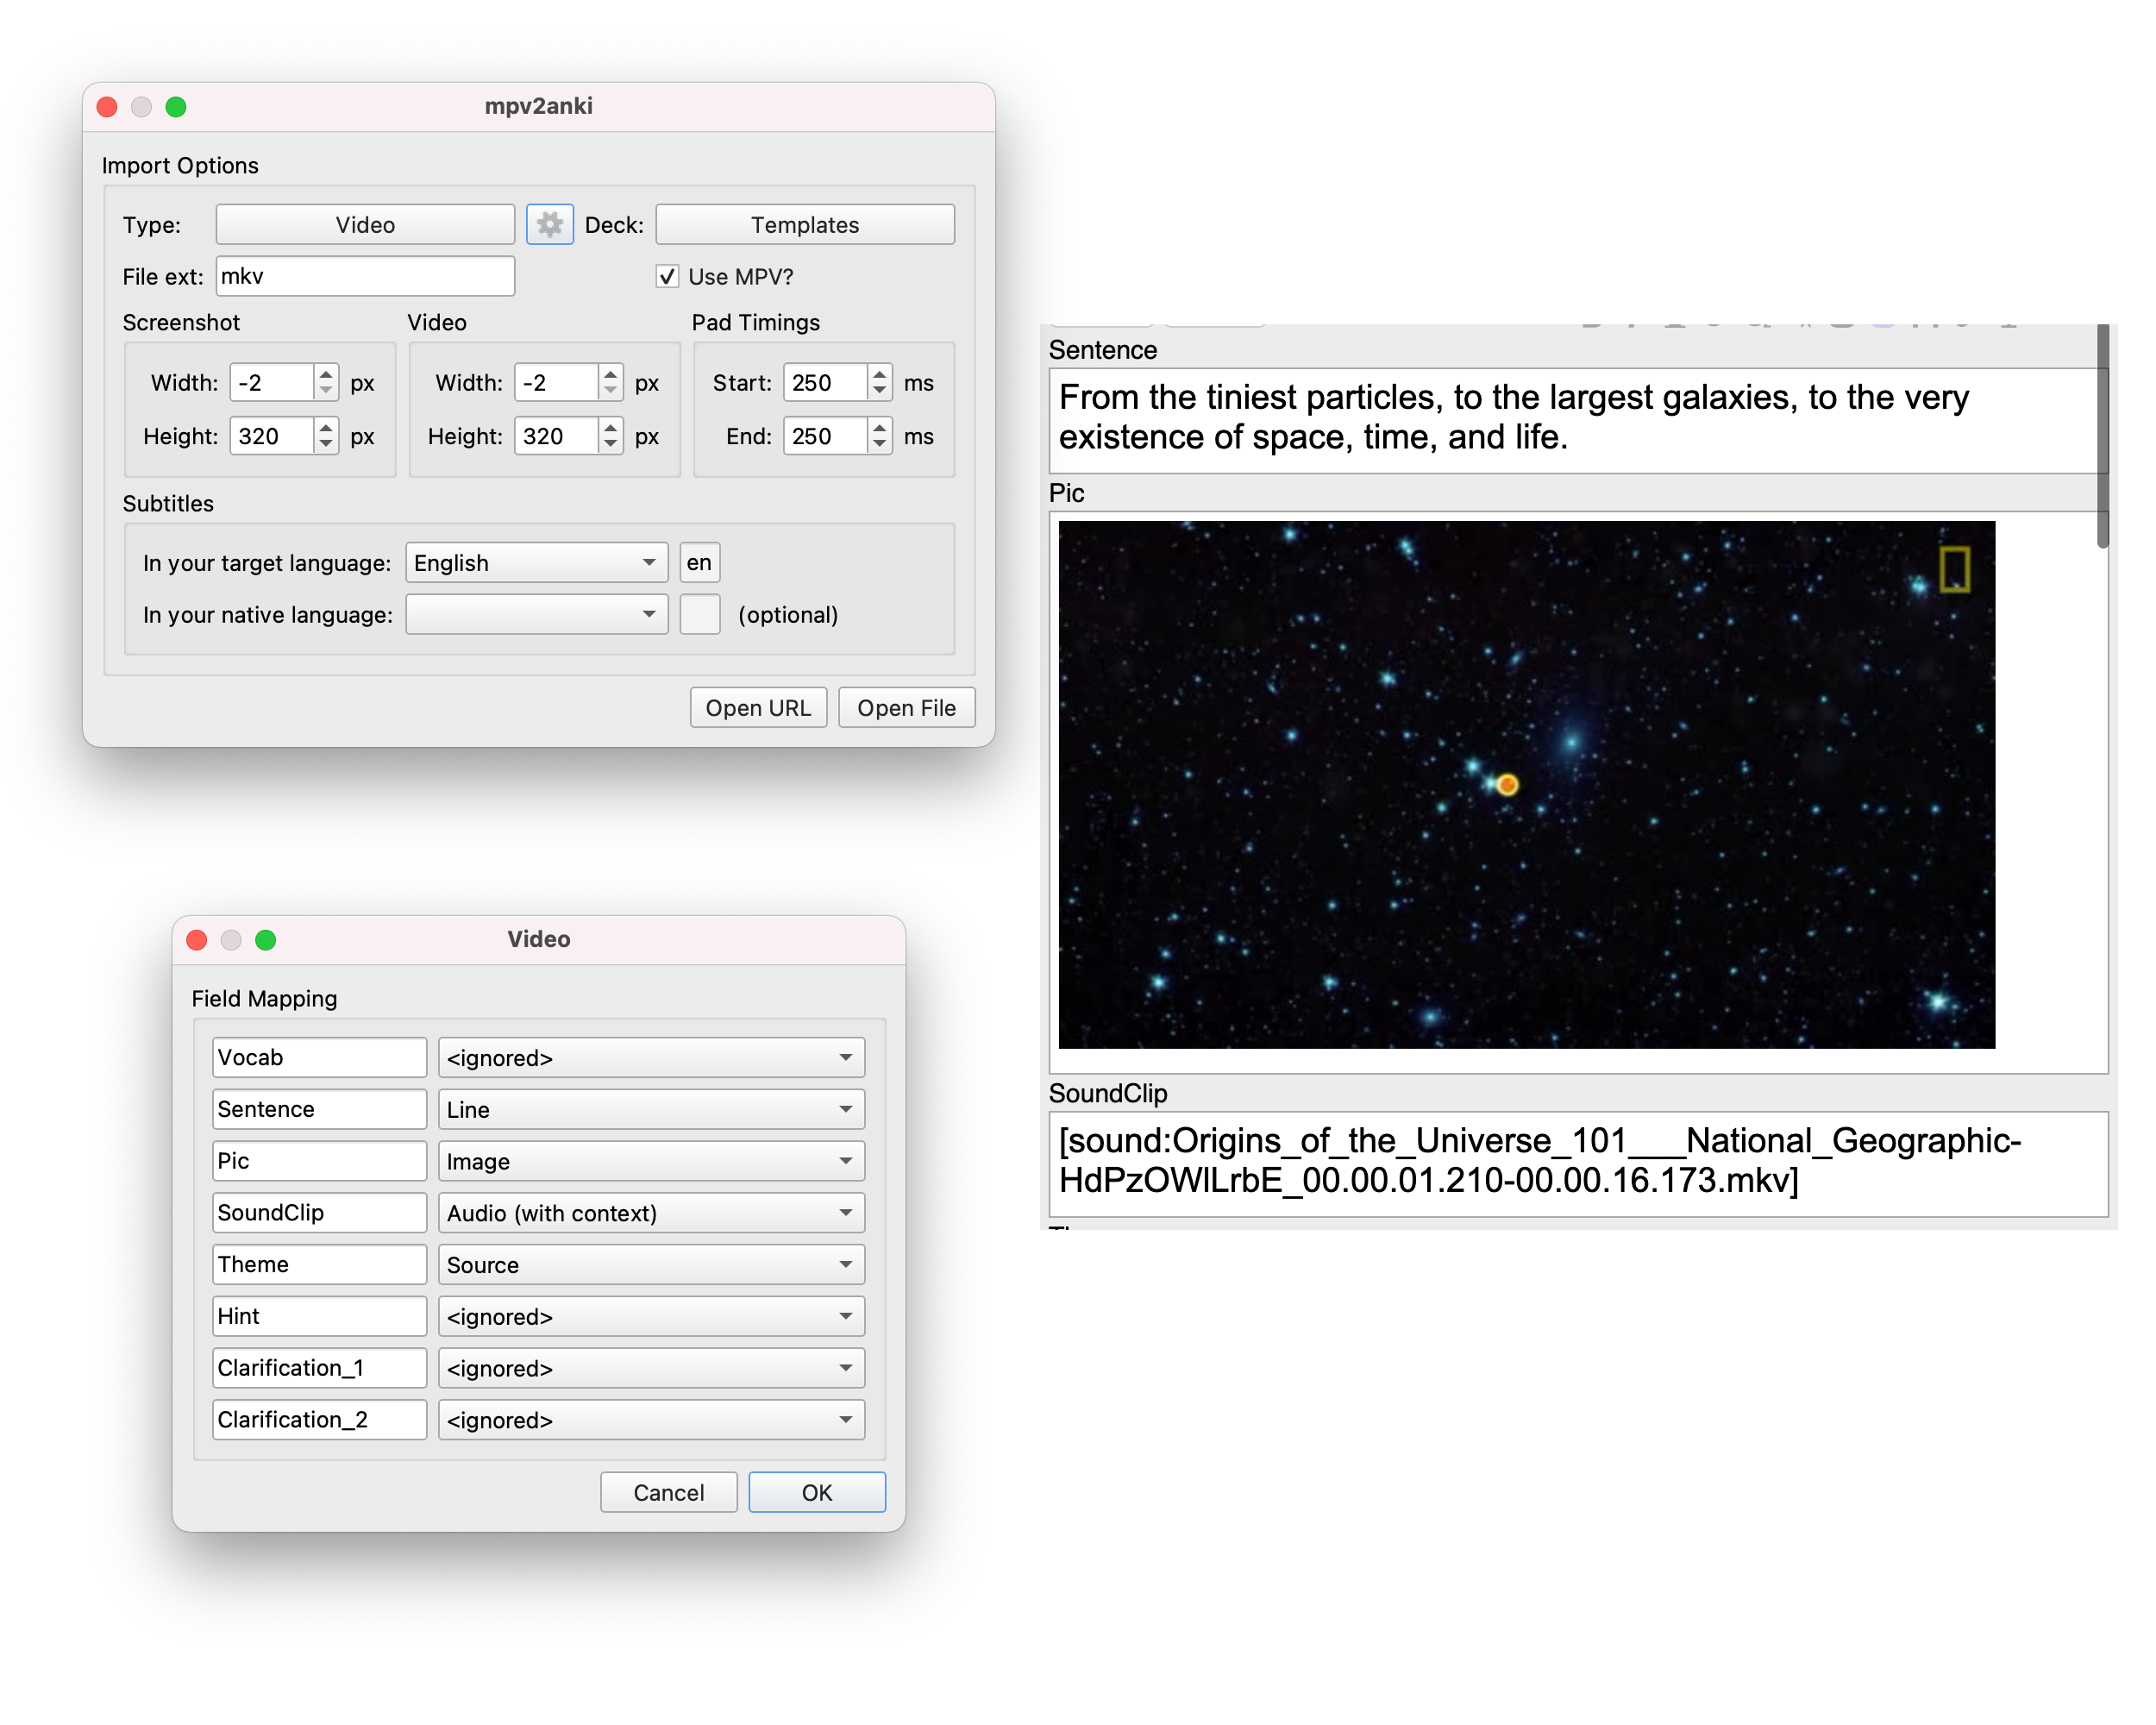 mpv2anki
Import Options
Type: Video Deck: Templates
File ext: mkv Use MPV?
Screenshot Video Pad Timings
Width: -2 px Width: -2 px Start: 250 ms
Height: 320 px Height: 320 px End: 250 ms
Subtitles
In your target language: English en
In your native language: (optional)
Open URL Open File
Video
Field Mapping
Vocab <ignored>
Sentence Line
Pic Image
SoundClip Audio (with context)
Theme Source
Hint <ignored>
Clarification_1 <ignored>
Clarification_2 <ignored>
Cancel OK
Sentence
From the tiniest particles, to the largest galaxies, to the very
existence of space, time, and life.
Pic
SoundClip
[sound:Origins_of_the_Universe_101___National_Geographic-
HdPzOWlLrbE_00.00.01.210-00.00.16.173.mkv]